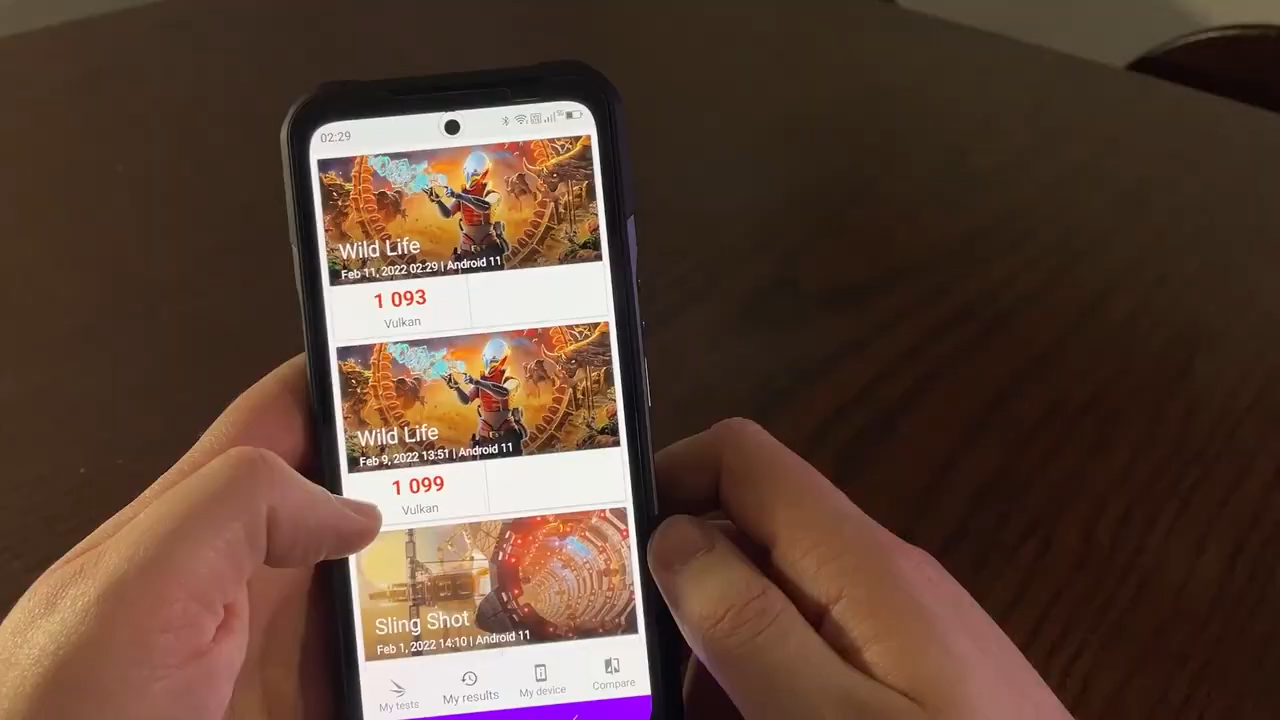 02:29
Wild Life
Feb 11, 2022 02:29 | Android 11
1 093
Vulkan
Wild Life
Feb 9, 2022 13:51 | Android 11
1 099
Vulkan
Sling Shot
Feb 1, 2022 14:10 | Android 11
My tests
My results
My device
Compare